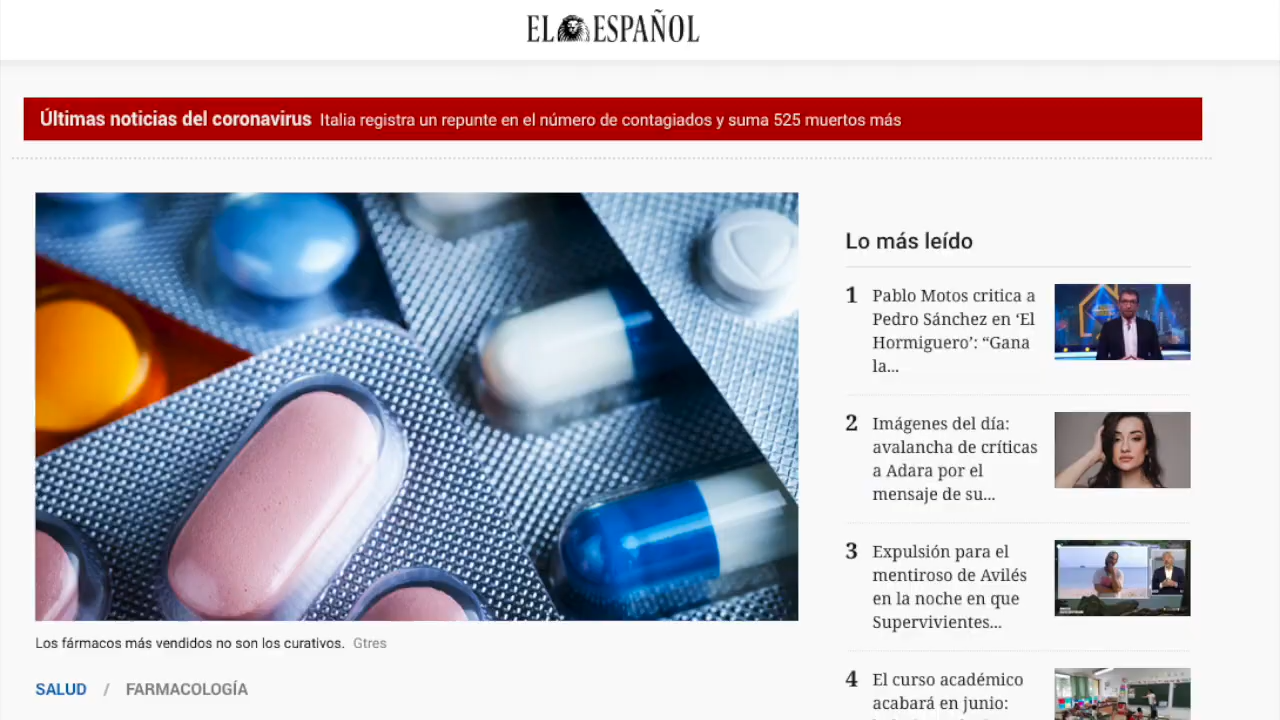 EL ESPAÑOL
Últimas noticias del coronavirus Italia registra un repunte en el número de contagiados y suma 525 muertos más
Los fármacos más vendidos no son los curativos. Gtres
SALUD / FARMACOLOGÍA
Lo más leído
1 Pablo Motos critica a
Pedro Sánchez en ‘El
Hormiguero’: “Gana
la...
2 Imágenes del día:
avalancha de críticas
a Adara por el
mensaje de su...
3 Expulsión para el
mentiroso de Avilés
en la noche en que
Supervivientes...
4 El curso académico
acabará en junio: